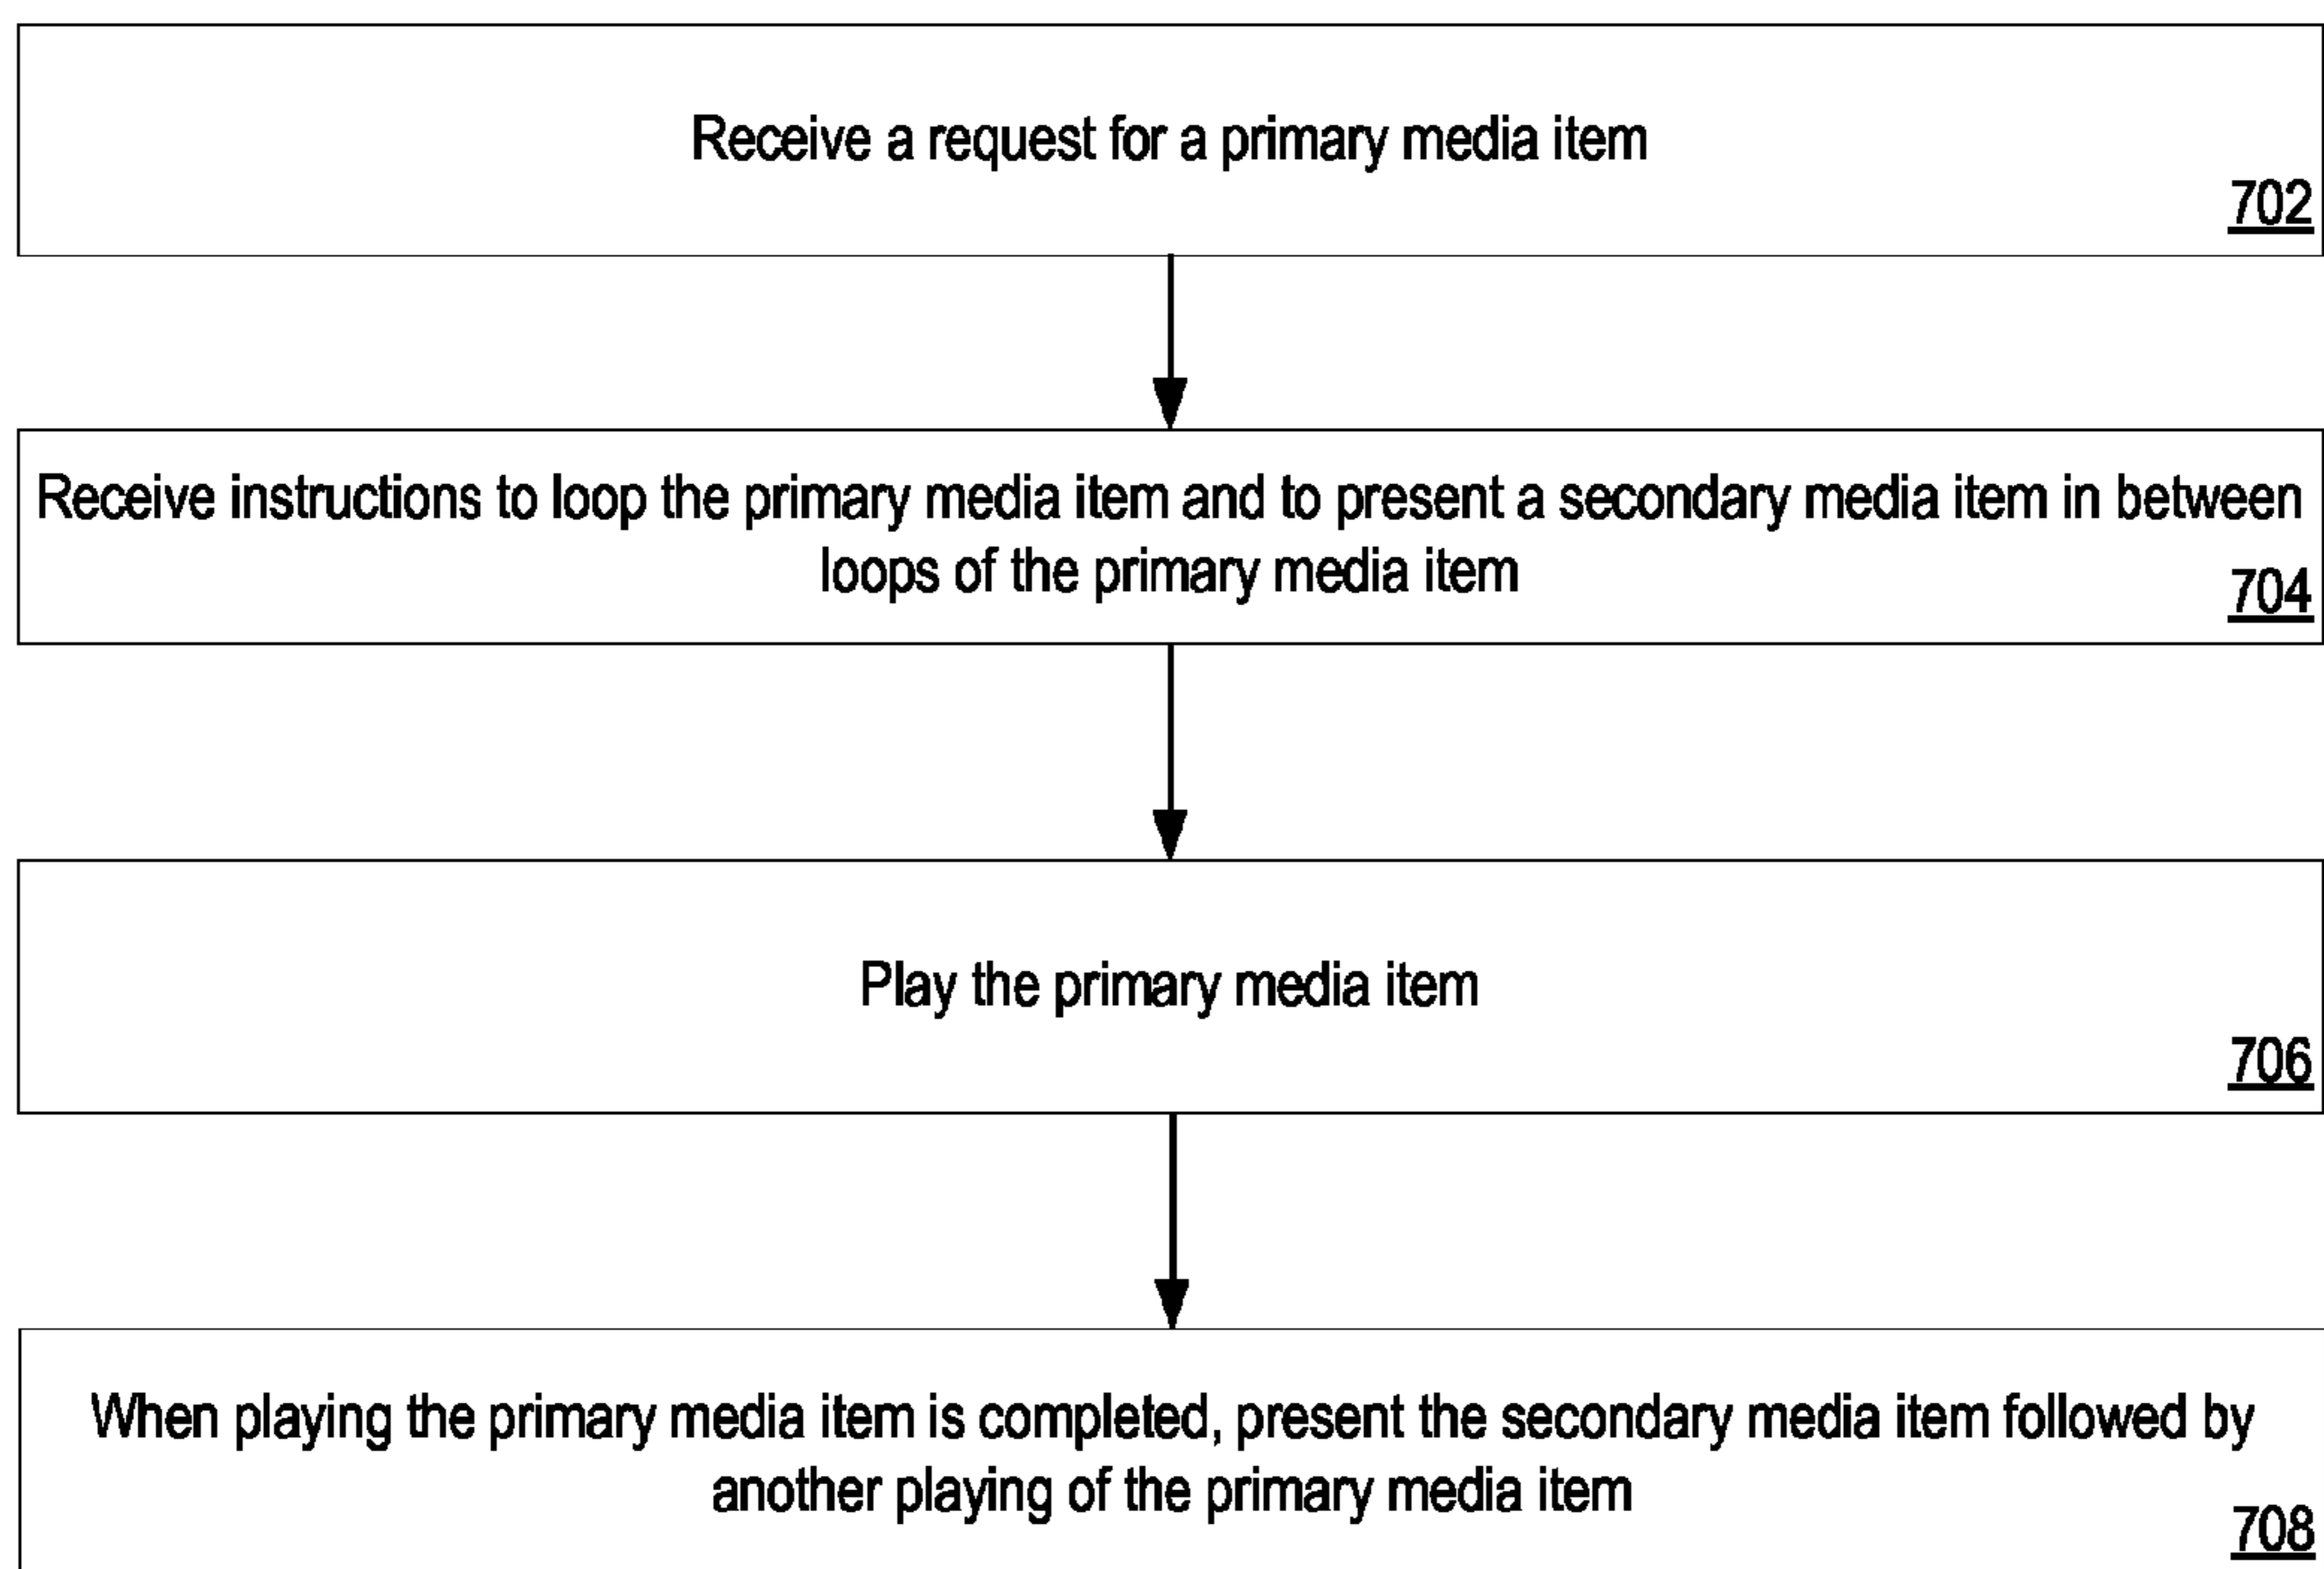 Receive a request for a primary media item
702
Receive instructions to loop the primary media item and to present a secondary media item in between
loops of the primary media item
704
Play the primary media item
706
When playing the primary media item is completed, present the secondary media item followed by
another playing of the primary media item
708